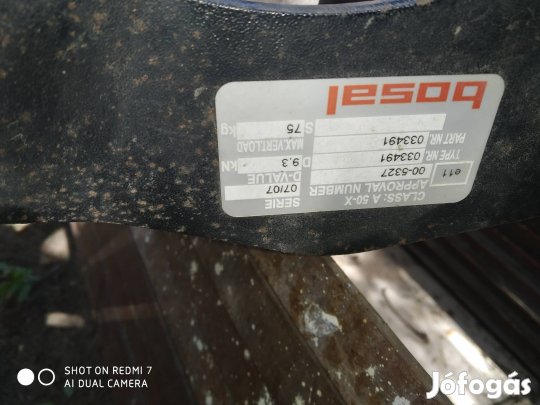 bosal
CLASS: A 50-X SERIE 07/07
e11 APPROVAL NUMBER 00-5327
D-VALUE
TYPE NR. 033491 D 9.3 kN
PART NR. 033491 MAX.VERT.LOAD
S 75 kg
SHOT ON REDMI 7
AI DUAL CAMERA
Jófogás